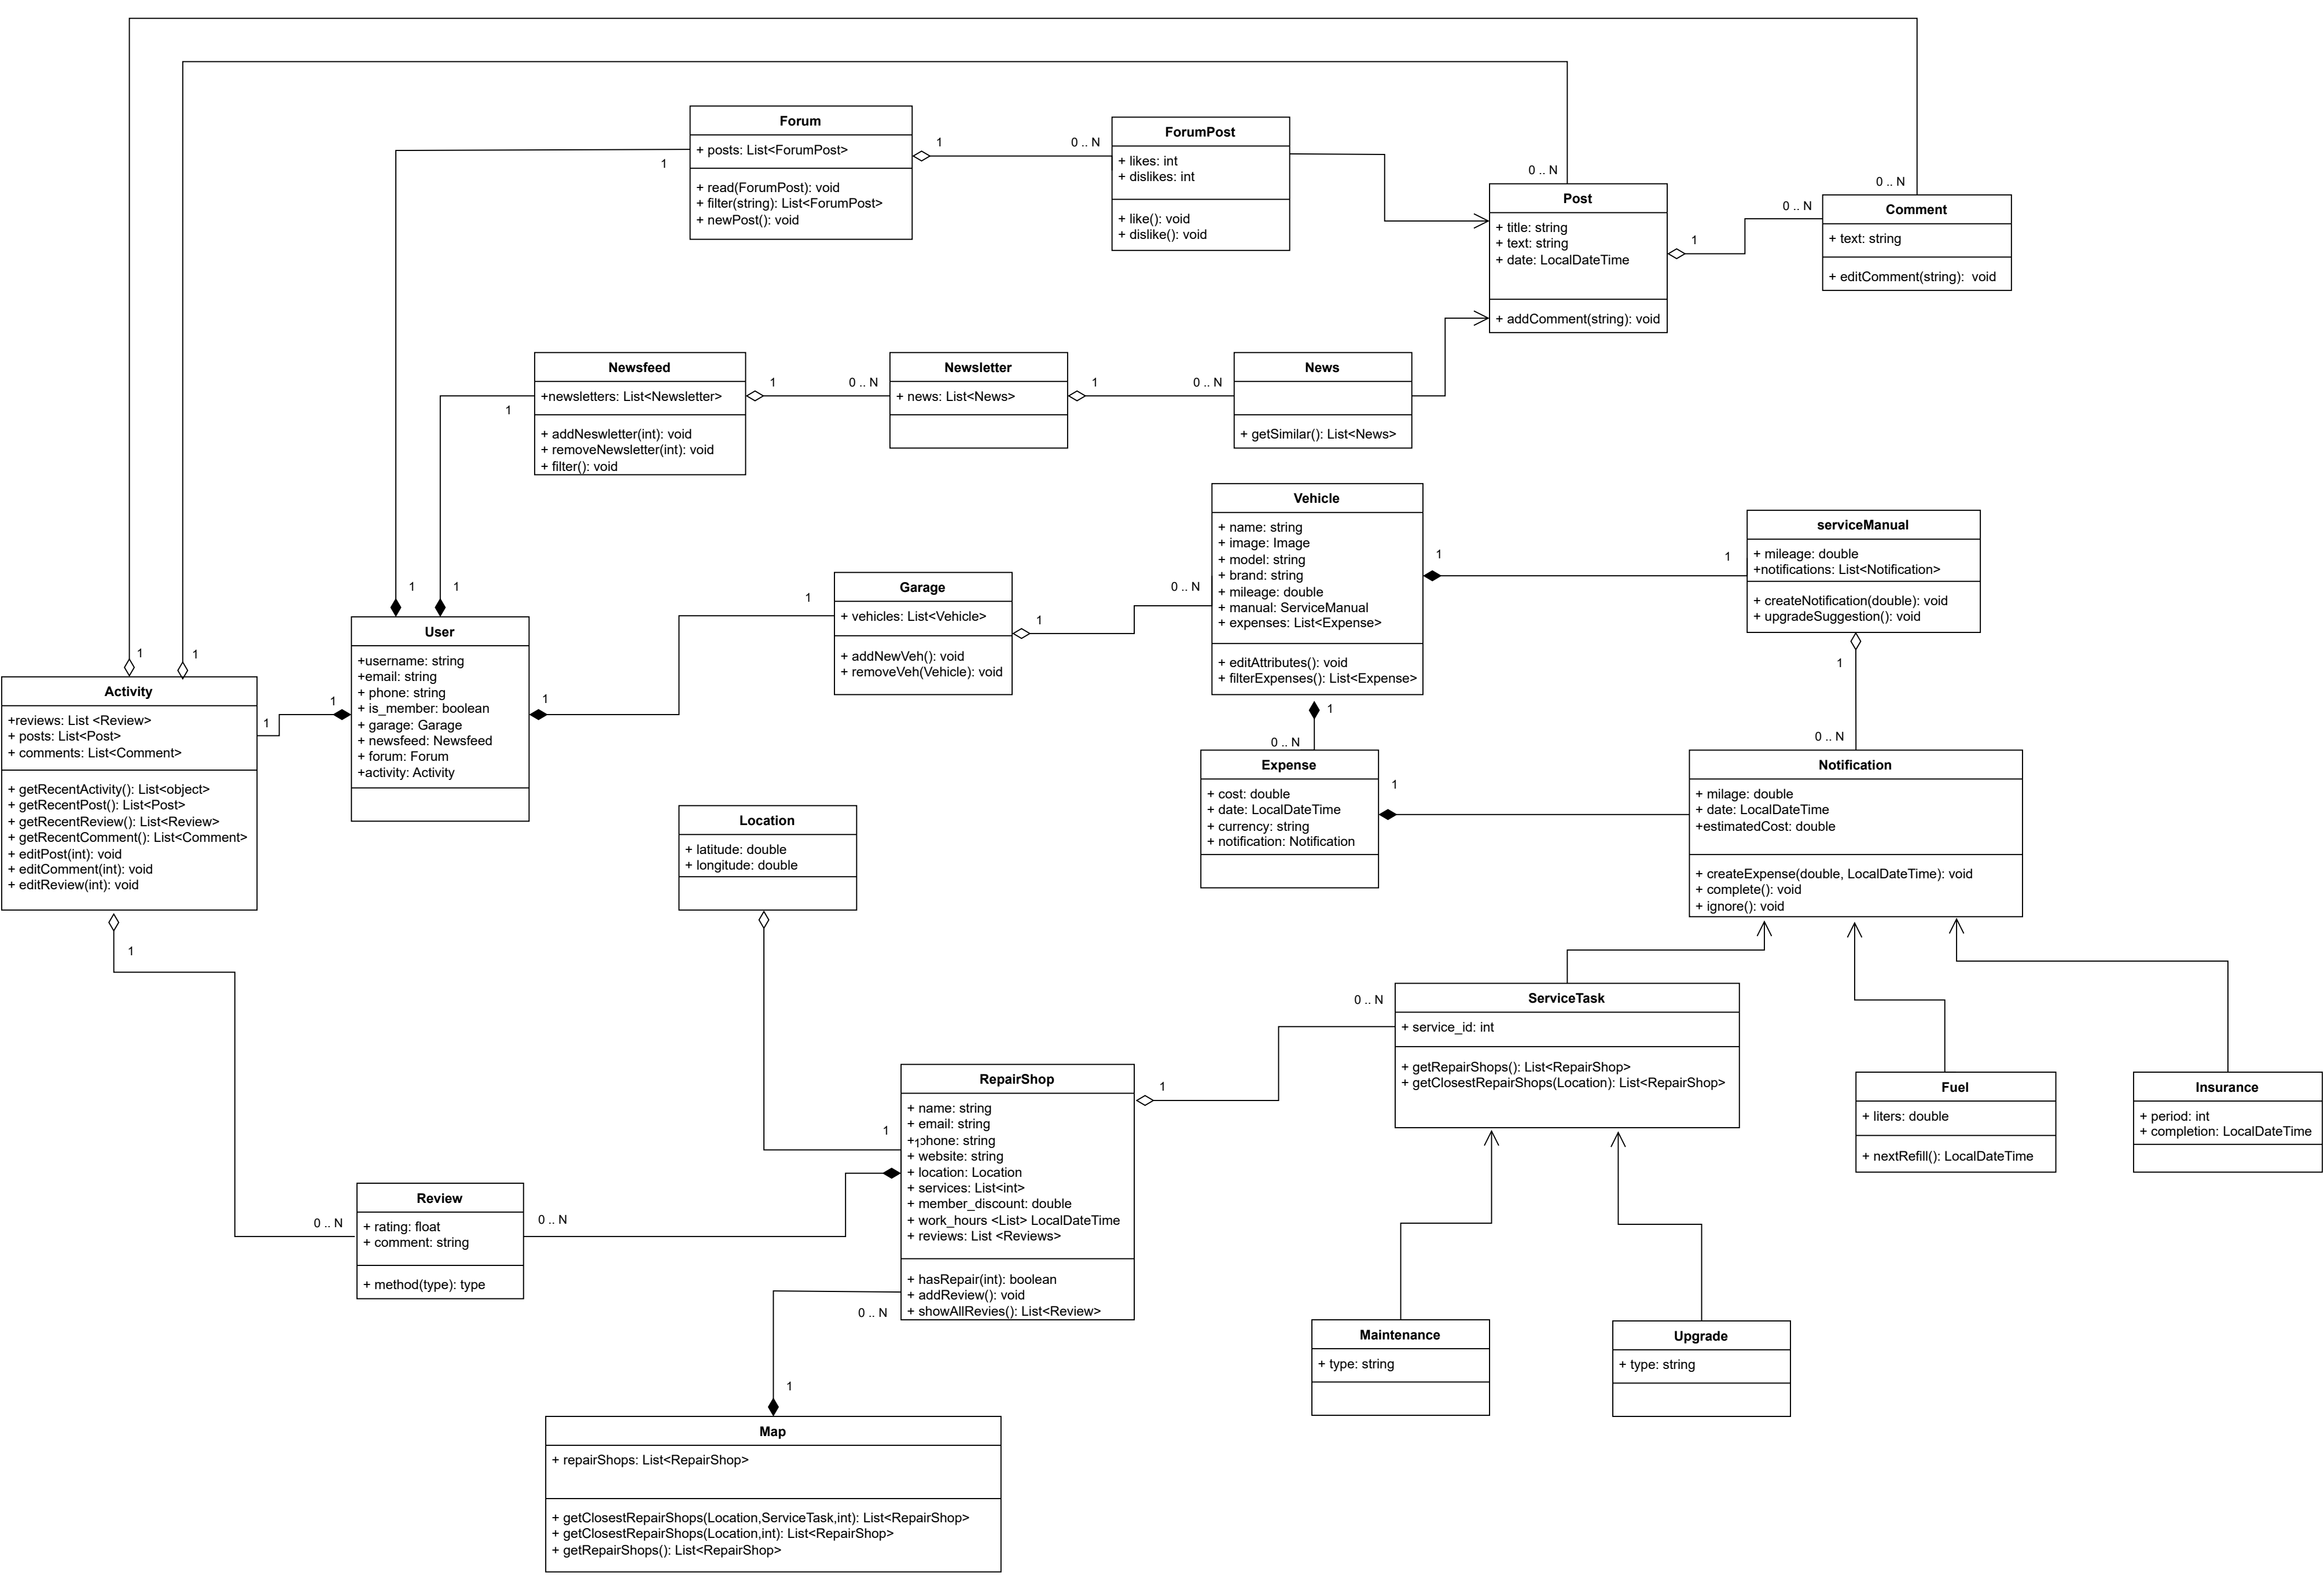 Forum
+ posts: List<ForumPost>
+ read(ForumPost): void
+ filter(string): List<ForumPost>
+ newPost(): void
1
1
0 .. N
ForumPost
+ likes: int
+ dislikes: int
+ like(): void
+ dislike(): void
0 .. N
Post
+ title: string
+ text: string
+ date: LocalDateTime
+ addComment(string): void
1
0 .. N
0 .. N
Comment
+ text: string
+ editComment(string):  void
Newsfeed
+newsletters: List<Newsletter>
+ addNeswletter(int): void
+ removeNewsletter(int): void
+ filter(): void
1
1
0 .. N
Newsletter
+ news: List<News>
1
0 .. N
News
+ getSimilar(): List<News>
Vehicle
+ name: string
+ image: Image
+ model: string
+ brand: string
+ mileage: double
+ manual: ServiceManual
+ expenses: List<Expense>
+ editAttributes(): void
+ filterExpenses(): List<Expense>
1
1
serviceManual
+ mileage: double
+notifications: List<Notification>
+ createNotification(double): void
+ upgradeSuggestion(): void
1
0 .. N
Garage
+ vehicles: List<Vehicle>
+ addNewVeh(): void
+ removeVeh(Vehicle): void
1
1
0 .. N
1
1
User
+username: string
+email: string
+ phone: string
+ is_member: boolean
+ garage: Garage
+ newsfeed: Newsfeed
+ forum: Forum
+activity: Activity
1
1
1
1
1
Activity
+reviews: List <Review>
+ posts: List<Post>
+ comments: List<Comment>
+ getRecentActivity(): List<object>
+ getRecentPost(): List<Post>
+ getRecentReview(): List<Review>
+ getRecentComment(): List<Comment>
+ editPost(int): void
+ editComment(int): void
+ editReview(int): void
1
1
0 .. N
Expense
+ cost: double
+ date: LocalDateTime
+ currency: string
+ notification: Notification
1
Notification
+ milage: double
+ date: LocalDateTime
+estimatedCost: double
+ createExpense(double, LocalDateTime): void
+ complete(): void
+ ignore(): void
Location
+ latitude: double
+ longitude: double
0 .. N
ServiceTask
+ service_id: int
+ getRepairShops(): List<RepairShop>
+ getClosestRepairShops(Location): List<RepairShop>
Fuel
+ liters: double
+ nextRefill(): LocalDateTime
Insurance
+ period: int
+ completion: LocalDateTime
1
1
RepairShop
+ name: string
+ email: string
+ phone: string
1
+ website: string
+ location: Location
+ services: List<int>
+ member_discount: double
+ work_hours <List> LocalDateTime
+ reviews: List <Reviews>
+ hasRepair(int): boolean
+ addReview(): void
+ showAllRevies(): List<Review>
0 .. N
0 .. N
Review
+ rating: float
+ comment: string
+ method(type): type
0 .. N
1
Maintenance
+ type: string
Upgrade
+ type: string
Map
+ repairShops: List<RepairShop>
+ getClosestRepairShops(Location,ServiceTask,int): List<RepairShop>
+ getClosestRepairShops(Location,int): List<RepairShop>
+ getRepairShops(): List<RepairShop>